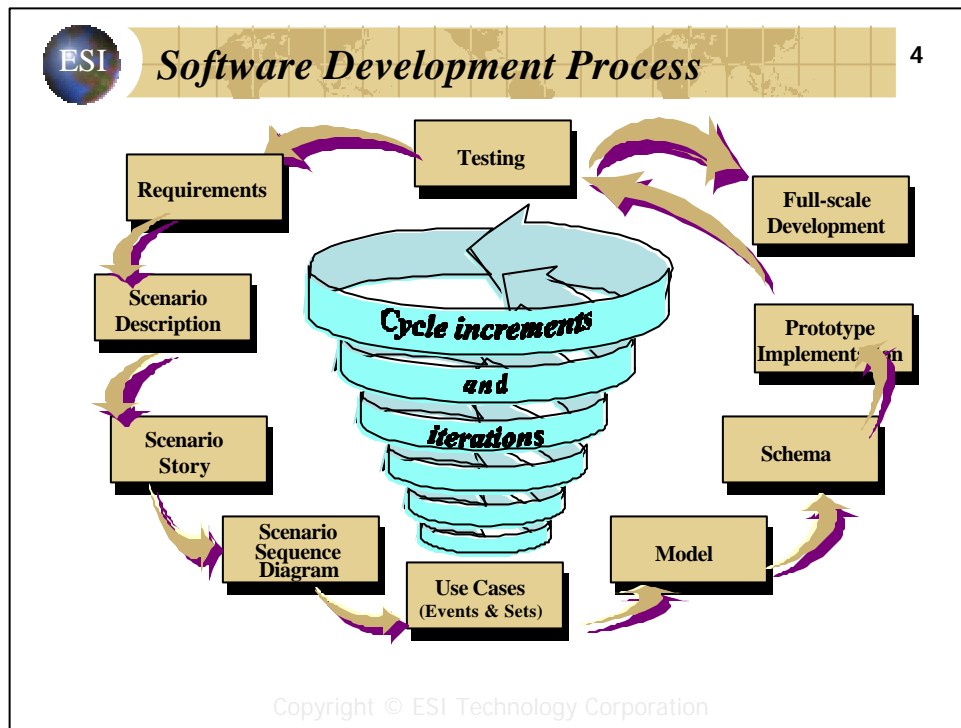 ESI
Software Development Process
4
Testing
Requirements
Full-scale
Development
Scenario
Description
Cycle increments
and
iterations
Prototype
Implementation
Scenario
Story
Schema
Scenario
Sequence
Diagram
Model
Use Cases
(Events & Sets)
Copyright © ESI Technology Corporation